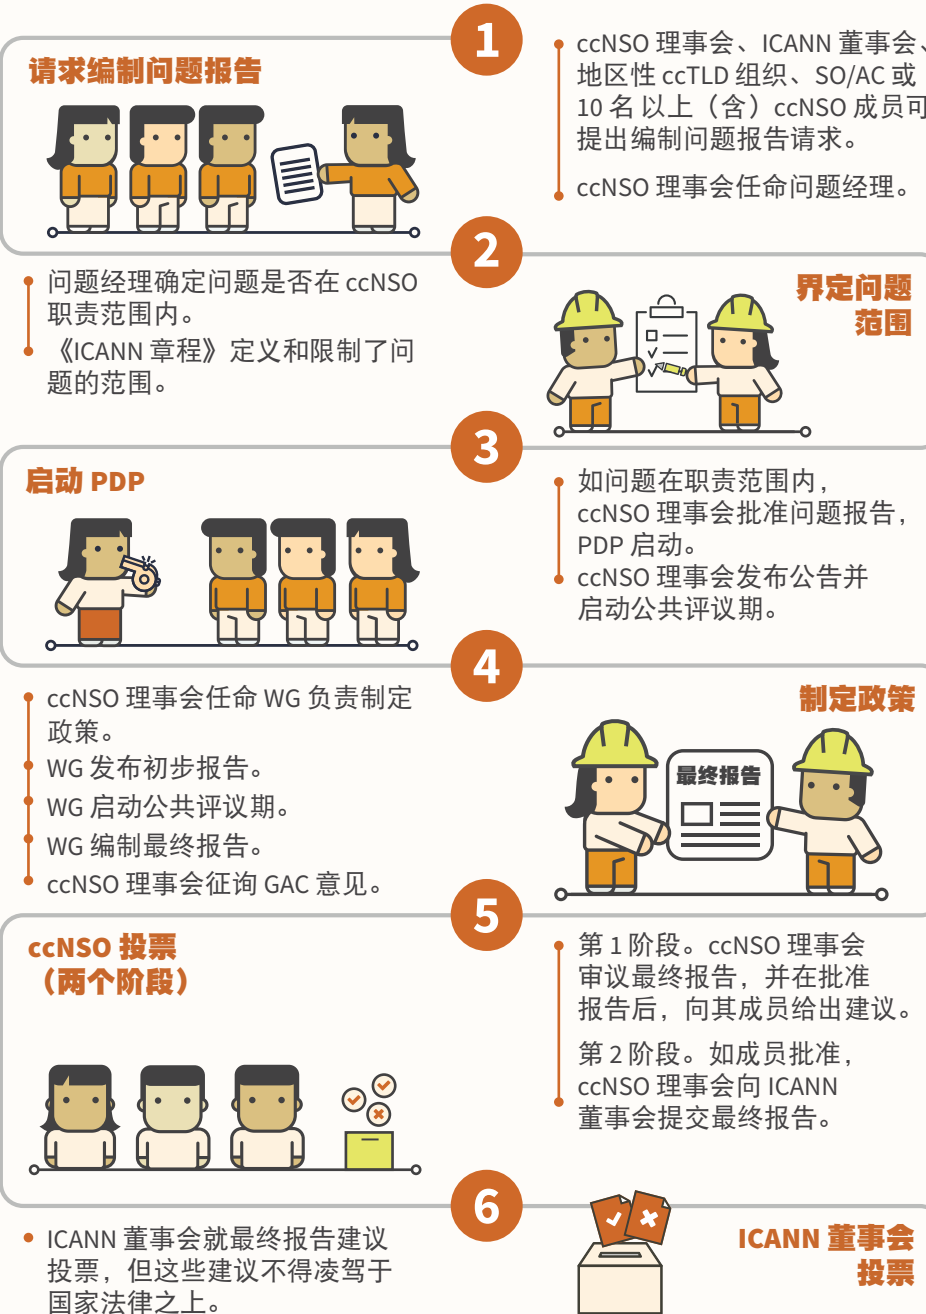 1
请求编制问题报告
ccNSO 理事会、ICANN 董事会、
地区性 ccTLD 组织、SO/AC 或
10 名 以上（含）ccNSO 成员可
提出编制问题报告请求。
ccNSO 理事会任命问题经理。
2
界定问题
范围
问题经理确定问题是否在 ccNSO
职责范围内。
《ICANN 章程》定义和限制了问
题的范围。
3
启动 PDP
如问题在职责范围内，
ccNSO 理事会批准问题报告，
PDP 启动。
ccNSO 理事会发布公告并
启动公共评议期。
4
制定政策
ccNSO 理事会任命 WG 负责制定
政策。
WG 发布初步报告。
WG 启动公共评议期。
WG 编制最终报告。
ccNSO 理事会征询 GAC 意见。
最终报告
5
ccNSO 投票
（两个阶段）
第 1 阶段。ccNSO 理事会
审议最终报告，并在批准
报告后，向其成员给出建议。
第 2 阶段。如成员批准，
ccNSO 理事会向 ICANN
董事会提交最终报告。
6
ICANN 董事会
投票
ICANN 董事会就最终报告建议
投票，但这些建议不得凌驾于
国家法律之上。